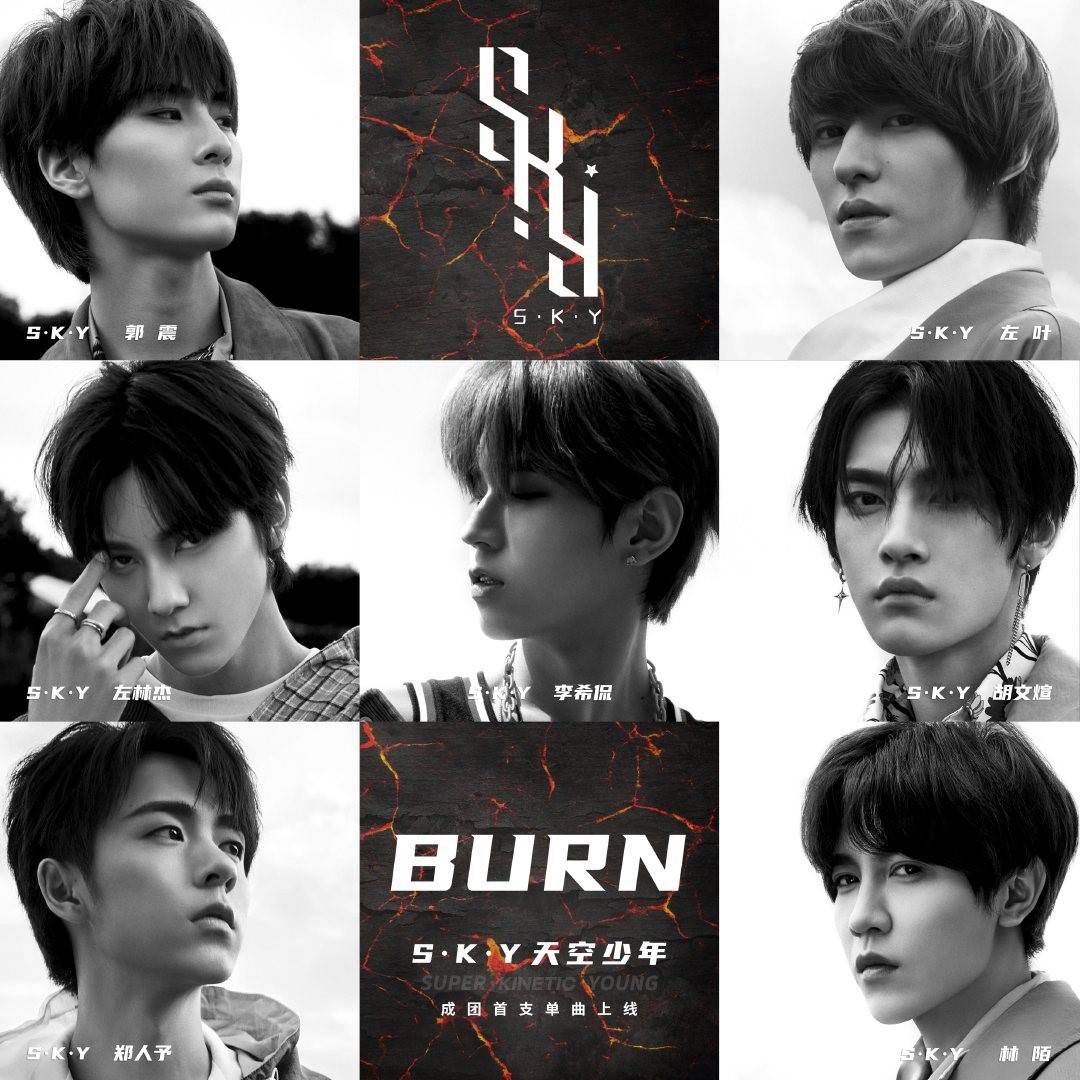 S·K·Y 郭震
SKY
S·K·Y
S·K·Y 左叶
S·K·Y 左林杰
S·K·Y 李希侃
S·K·Y 胡文煊
S·K·Y 郑人予
BURN
S·K·Y 天空少年
SUPER·KINETIC·YOUNG
成团首支单曲上线
S·K·Y 林陌